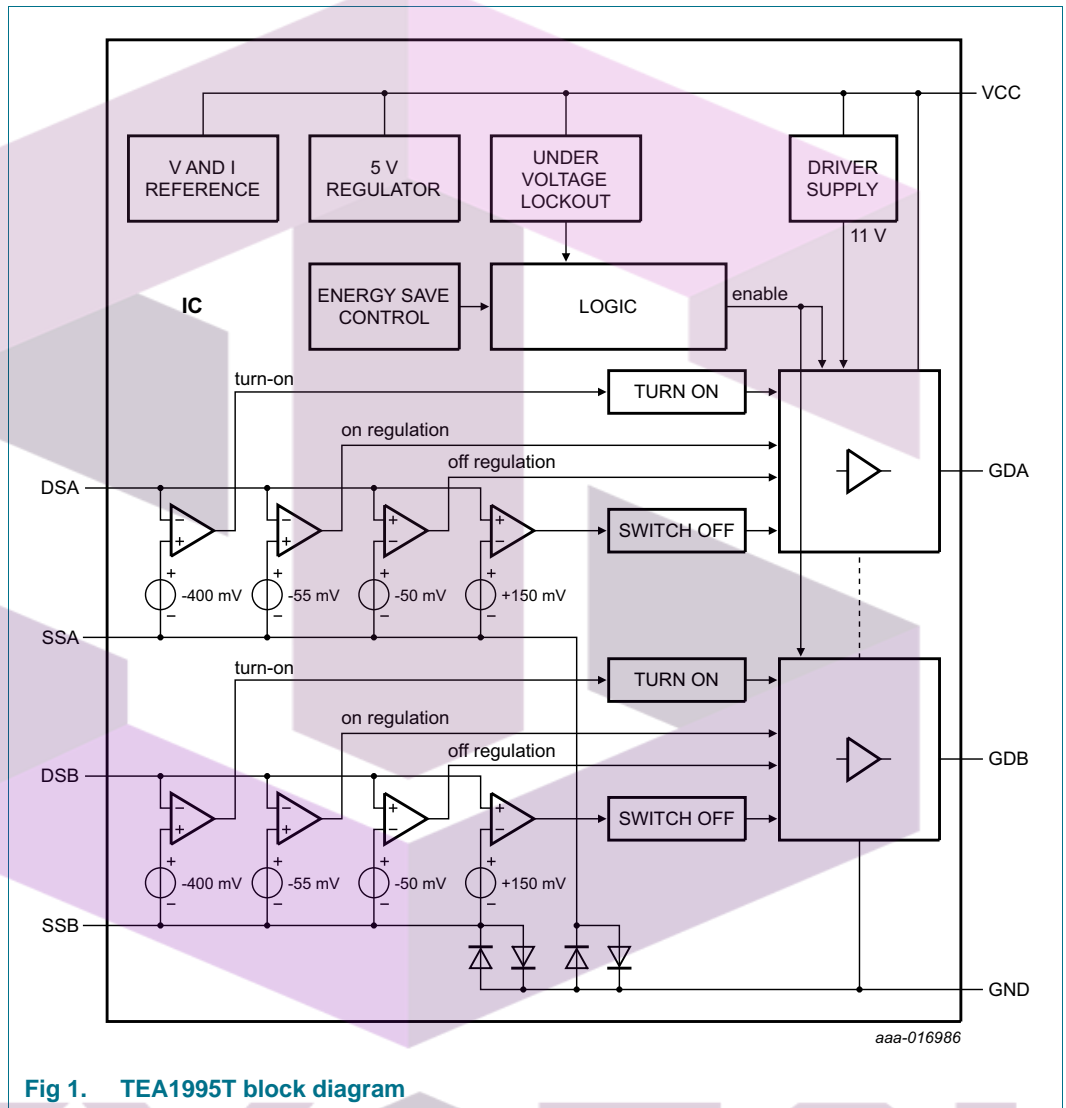 VCC
V AND I
REFERENCE
5 V
REGULATOR
UNDER
VOLTAGE
LOCKOUT
DRIVER
SUPPLY
11 V
IC
ENERGY SAVE
CONTROL
LOGIC
enable
turn-on
TURN ON
on regulation
off regulation
DSA
GDA
SWITCH OFF
-400 mV
-55 mV
-50 mV
+150 mV
SSA
turn-on
TURN ON
on regulation
off regulation
DSB
GDB
SWITCH OFF
-400 mV
-55 mV
-50 mV
+150 mV
SSB
GND
aaa-016986
Fig 1. TEA1995T block diagram